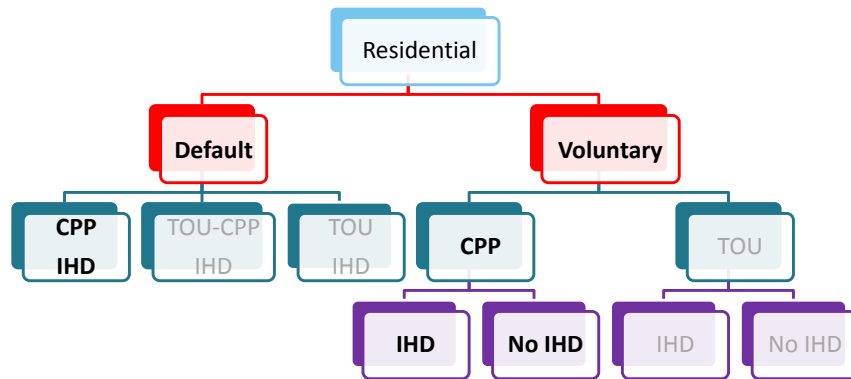 Residential
Default
Voluntary
CPP
IHD
TOU-CPP
IHD
TOU
IHD
CPP
TOU
IHD
No IHD
IHD
No IHD